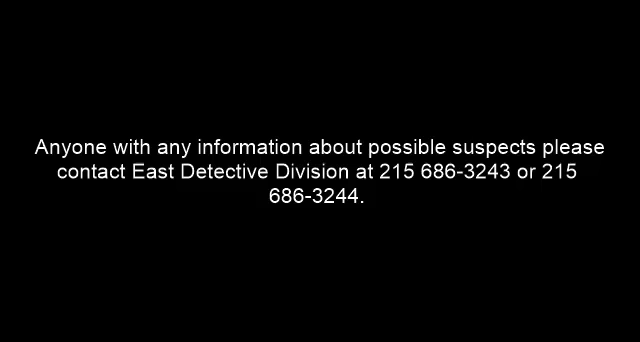 Anyone with any information about possible suspects please
contact East Detective Division at 215 686-3243 or 215
686-3244.